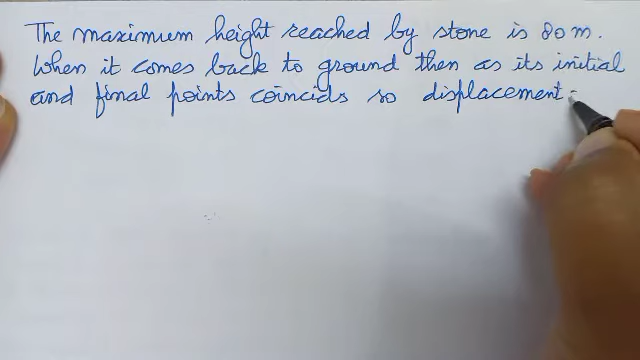 The maximum height reached by stone is 80 m.
When it comes back to ground then as its initial
and final points coincids so displacement =